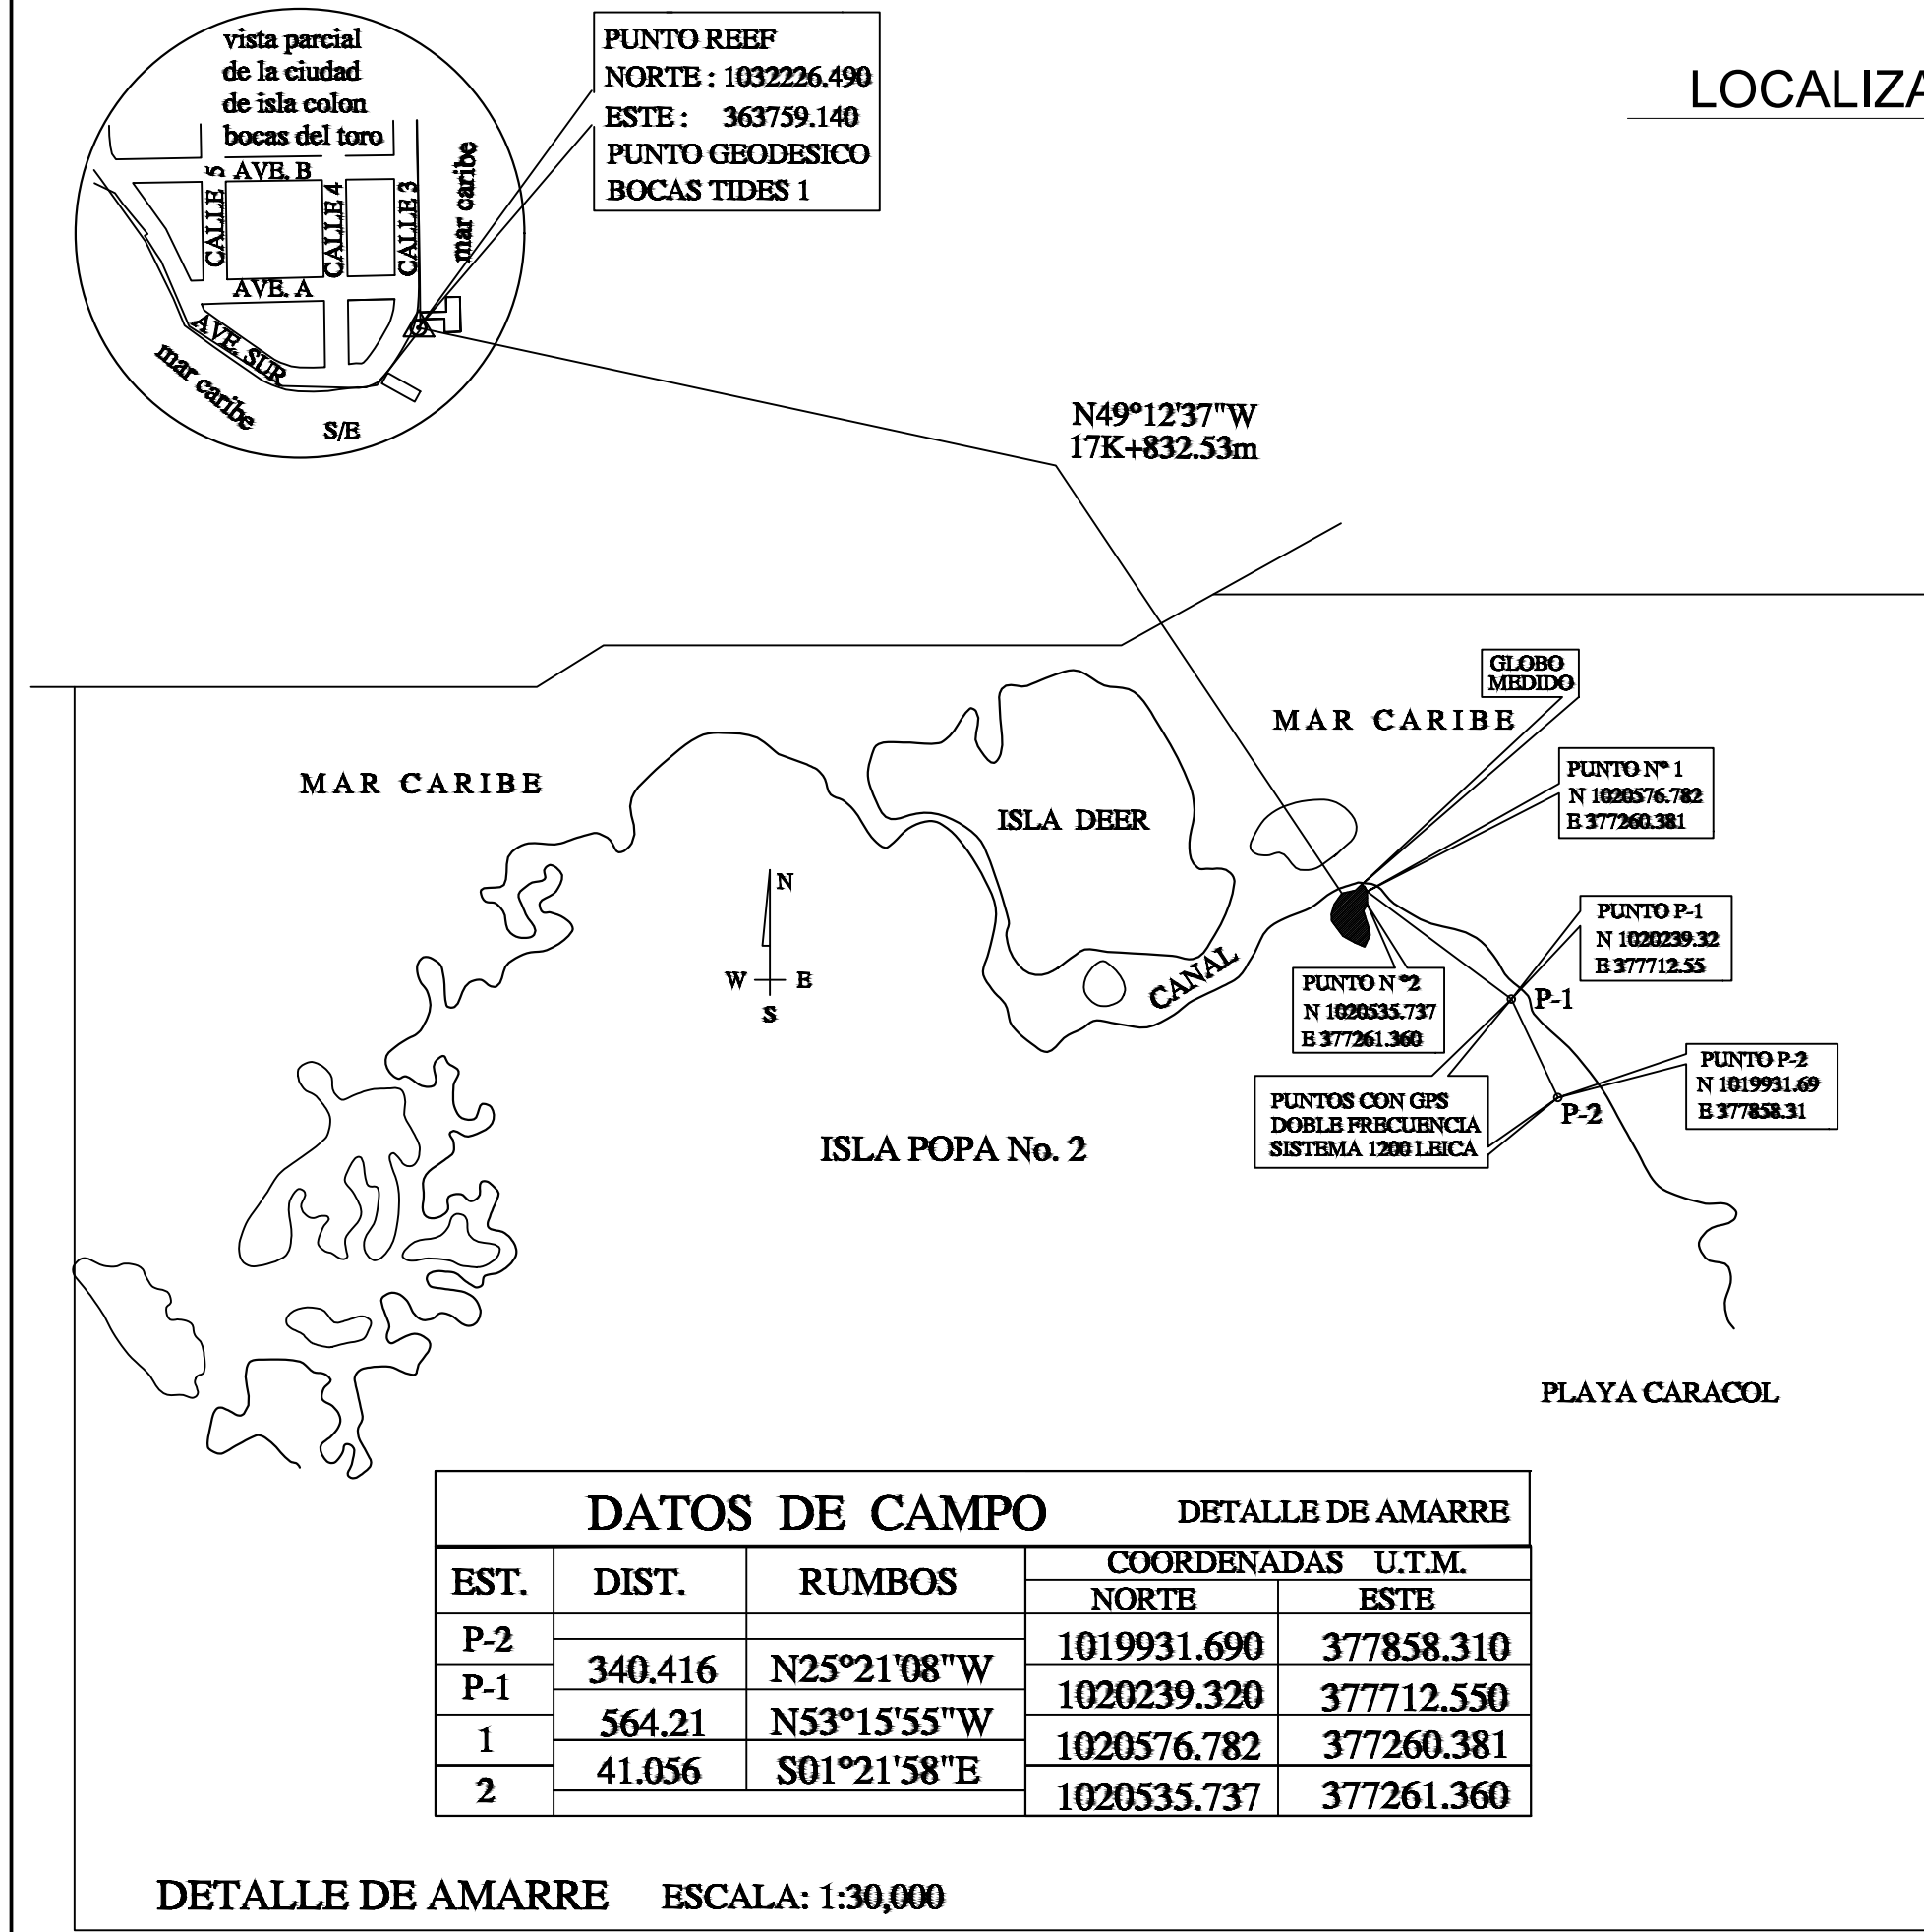 vista parcial
de la ciudad
de isla colon
bocas del toro
AVE. B
CALLE 5
CALLE 4
CALLE 3
mar caribe
AVE. A
AVE. SUR
mar caribe
S/E
PUNTO REEF
NORTE : 1032226.490
ESTE : 363759.140
PUNTO GEODESICO
BOCAS TIDES 1
LOCALIZA
N49°12'37"W
17K+832.53m
GLOBO
MEDIDO
MAR CARIBE
MAR CARIBE
PUNTO Nº 1
N 1020576.782
E 377260.381
ISLA DEER
N
W E
S
CANAL
PUNTO P-1
N 1020239.32
E 377712.55
PUNTO N º2
N 1020535.737
E 377261.360
P-1
PUNTO P-2
N 1019931.69
E 377858.31
P-2
PUNTOS CON GPS
DOBLE FRECUENCIA
SISTEMA 1200 LEICA
ISLA POPA No. 2
PLAYA CARACOL
DATOS DE CAMPO DETALLE DE AMARRE
EST. DIST. RUMBOS COORDENADAS U.T.M.
NORTE ESTE
P-2 1019931.690 377858.310
340.416 N25°21'08"W
P-1 1020239.320 377712.550
564.21 N53°15'55"W
1 1020576.782 377260.381
41.056 S01°21'58"E
2 1020535.737 377261.360
DETALLE DE AMARRE ESCALA: 1:30,000